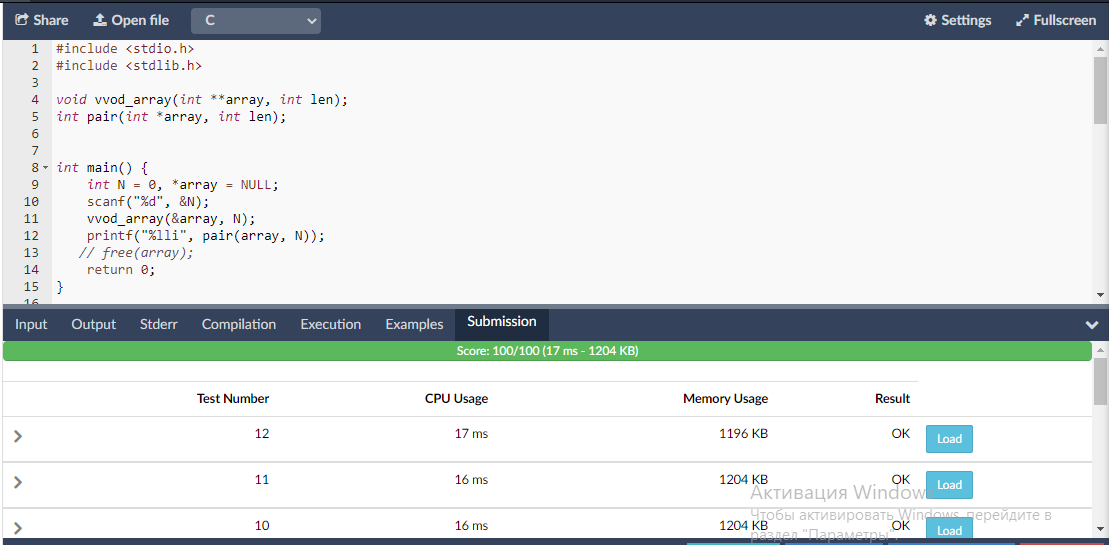 Share Open file C Settings Fullscreen
1 #include <stdio.h>
2 #include <stdlib.h>
3
4 void vvod_array(int **array, int len);
5 int pair(int *array, int len);
6
7
8 int main() {
9 int N = 0, *array = NULL;
10 scanf("%d", &N);
11 vvod_array(&array, N);
12 printf("%lli", pair(array, N));
13 // free(array);
14 return 0;
15 }
16
Input Output Stderr Compilation Execution Examples Submission
Score: 100/100 (17 ms - 1204 KB)
Test Number CPU Usage Memory Usage Result
12 17 ms 1196 KB OK Load
11 16 ms 1204 KB OK Load
Активация Windows
10 16 ms 1204 KB OK Load
Чтобы активировать Windows, перейдите в
раздел "Параметры".